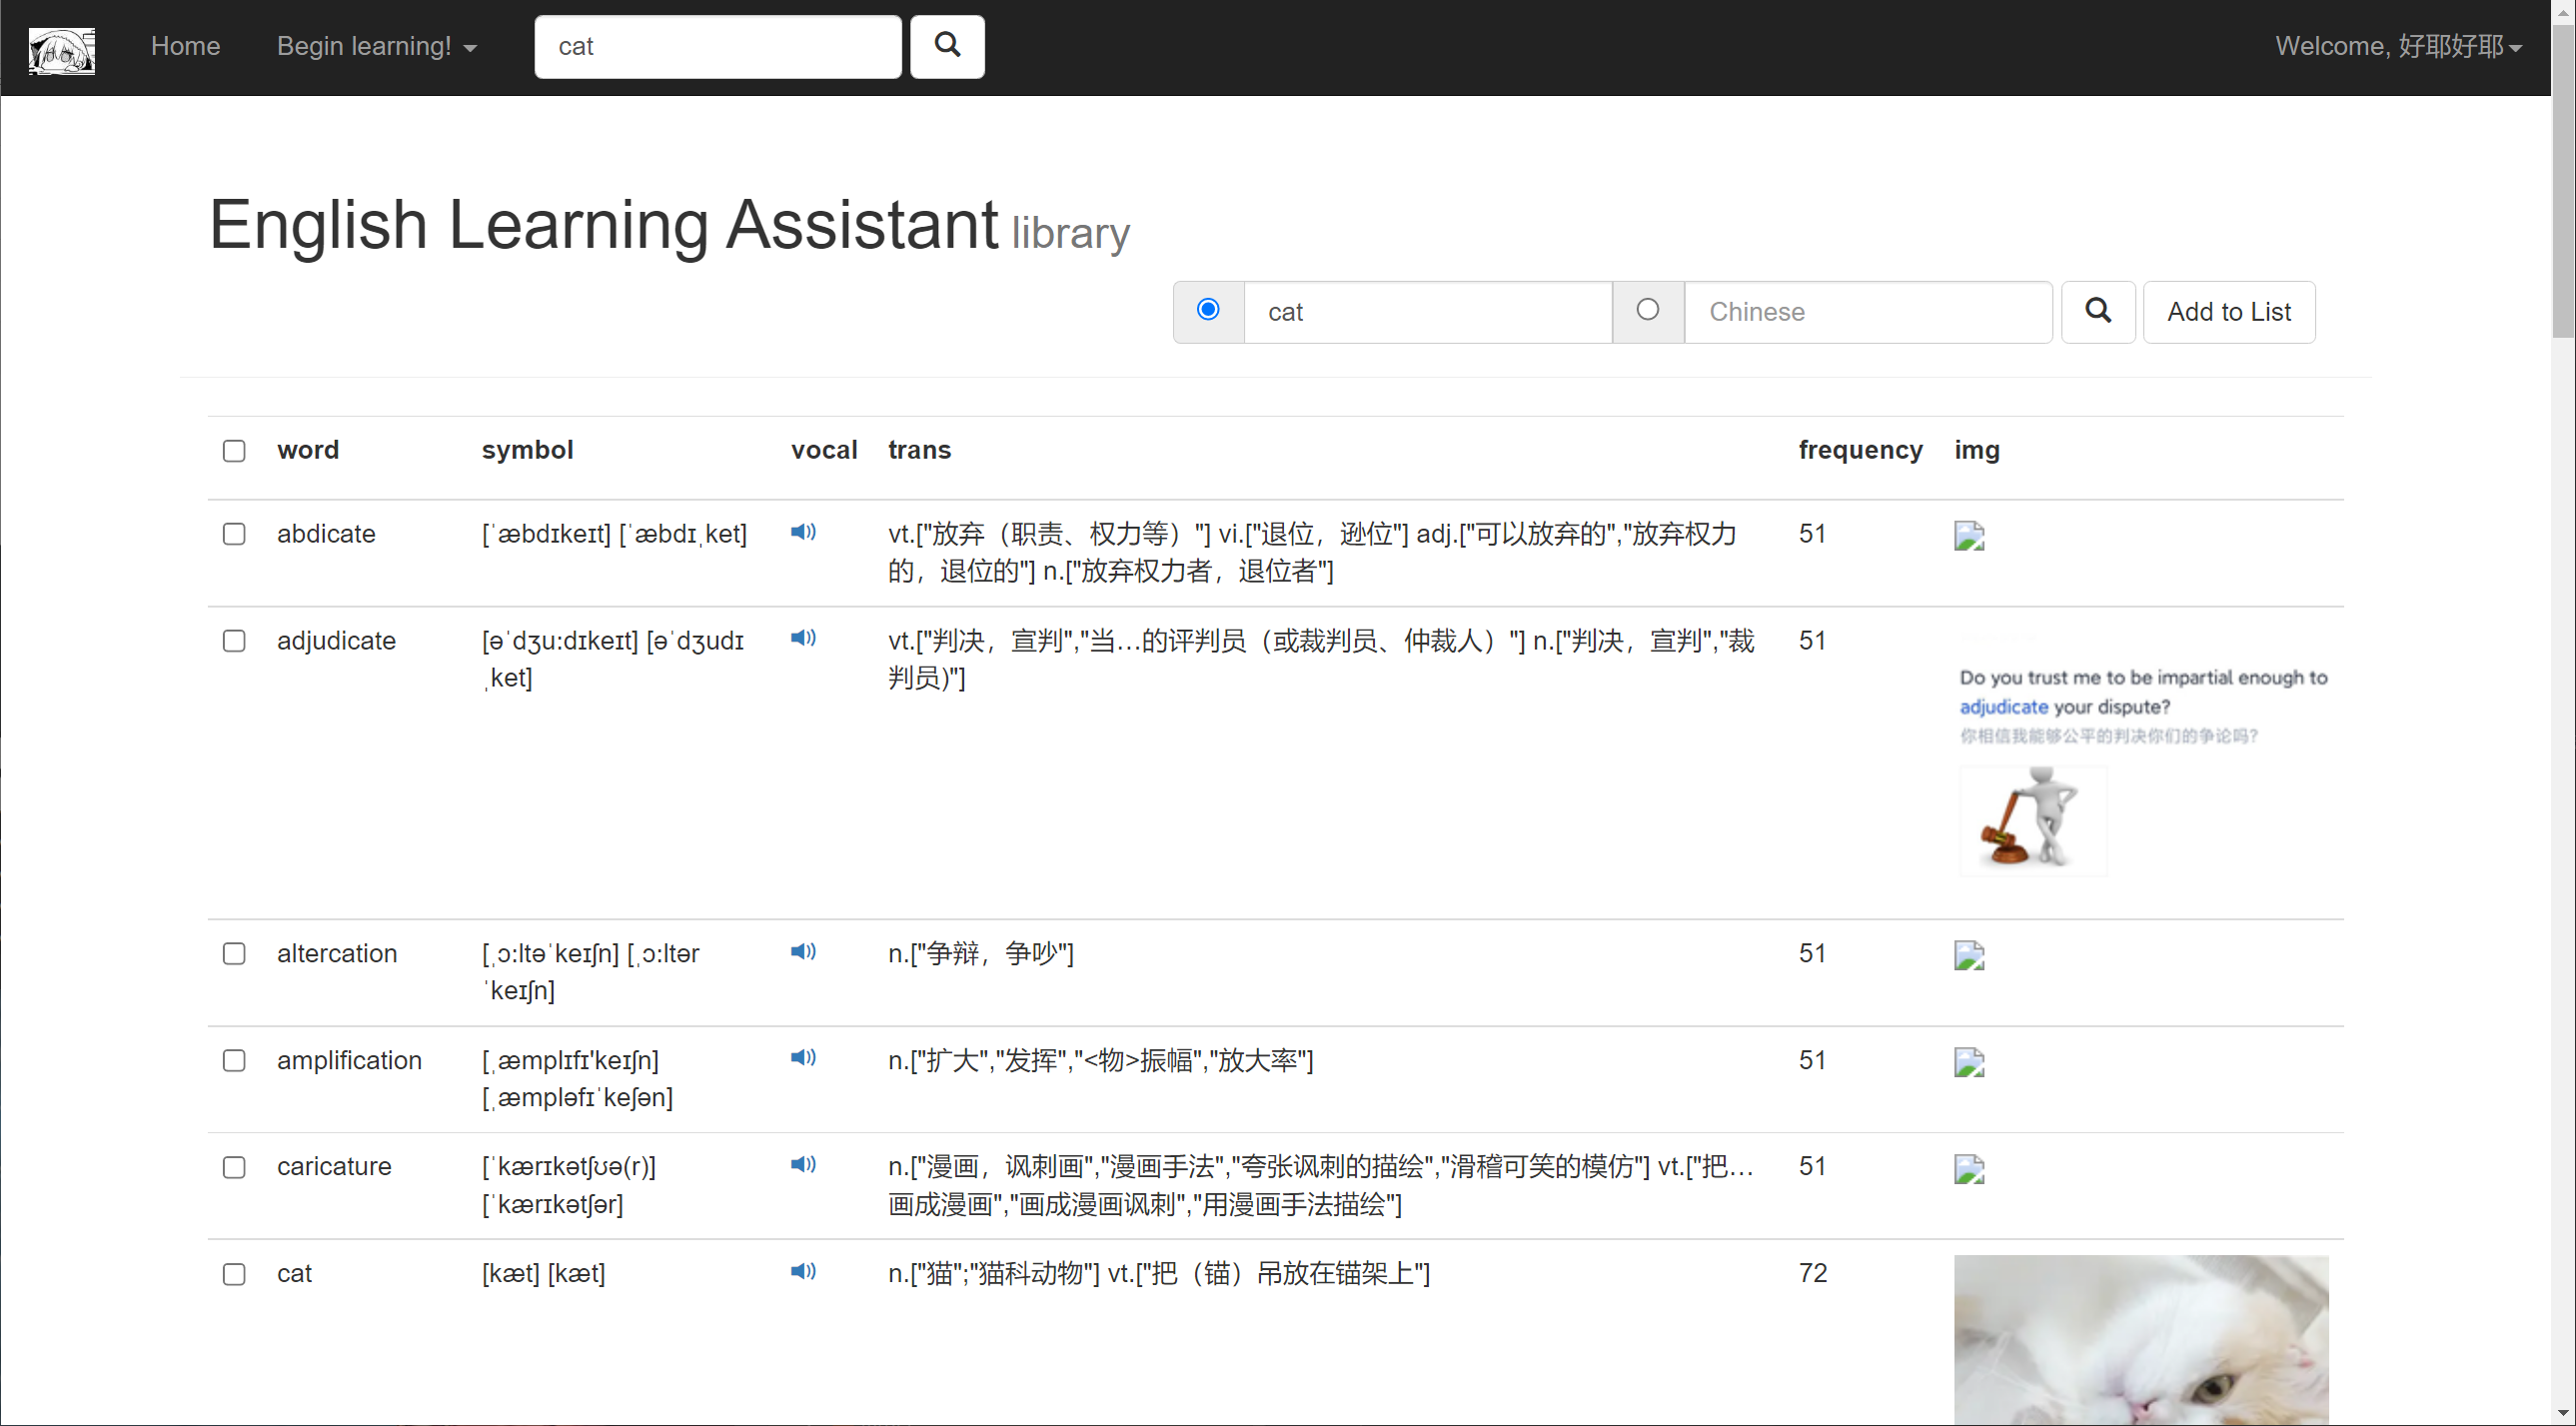 Home Begin learning! cat Welcome, 好耶好耶
English Learning Assistant library
cat Chinese Add to List
word symbol vocal trans frequency img
abdicate [ˈæbdɪkeɪt] [ˈæbdɪˌket] vt.["放弃（职责、权力等）"] vi.["退位，逊位"] adj.["可以放弃的","放弃权力 51
的，退位的"] n.["放弃权力者，退位者"]
adjudicate [əˈdʒu:dɪkeɪt] [əˈdʒudɪ vt.["判决，宣判","当…的评判员（或裁判员、仲裁人）"] n.["判决，宣判","裁 51
ˌket] 判员)"]
Do you trust me to be impartial enough to
adjudicate your dispute?
你相信我能够公平的判决你们的争论吗?
altercation [ˌɔ:ltəˈkeɪʃn] [ˌɔ:ltər n.["争辩，争吵"] 51
ˈkeɪʃn]
amplification [ˌæmplɪfɪ'keɪʃn] n.["扩大","发挥","<物>振幅","放大率"] 51
[ˌæmpləfɪˈkeʃən]
caricature [ˈkærɪkətʃʊə(r)] n.["漫画，讽刺画","漫画手法","夸张讽刺的描绘","滑稽可笑的模仿"] vt.["把… 51
[ˈkærɪkətʃər] 画成漫画","画成漫画讽刺","用漫画手法描绘"]
cat [kæt] [kæt] n.["猫";"猫科动物"] vt.["把（锚）吊放在锚架上"] 72